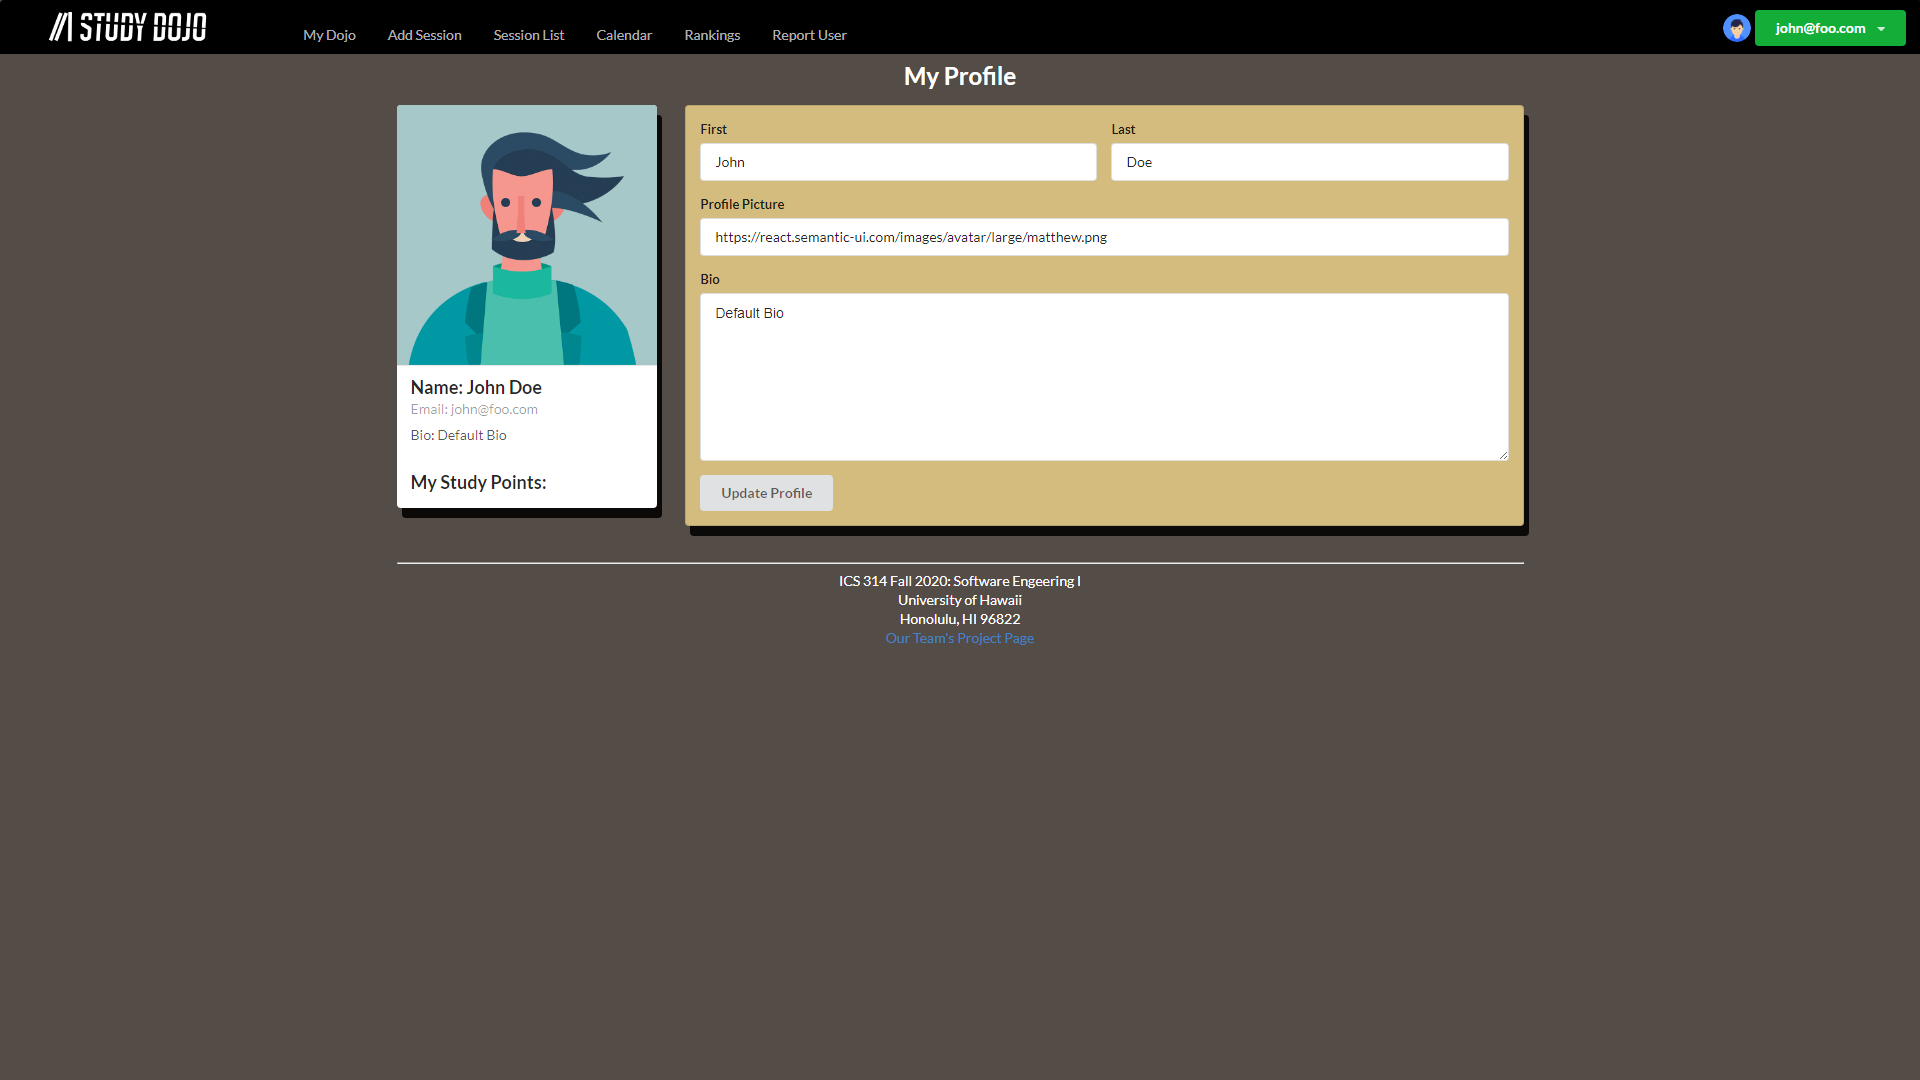 STUDY DOJO
My Dojo
Add Session
Session List
Calendar
Rankings
Report User
john@foo.com
My Profile
Name: John Doe
Email: john@foo.com
Bio: Default Bio
My Study Points:
First
Last
John
Doe
Profile Picture
https://react.semantic-ui.com/images/avatar/large/matthew.png
Bio
Default Bio
Update Profile
ICS 314 Fall 2020: Software Engeering I
University of Hawaii
Honolulu, HI 96822
Our Team's Project Page